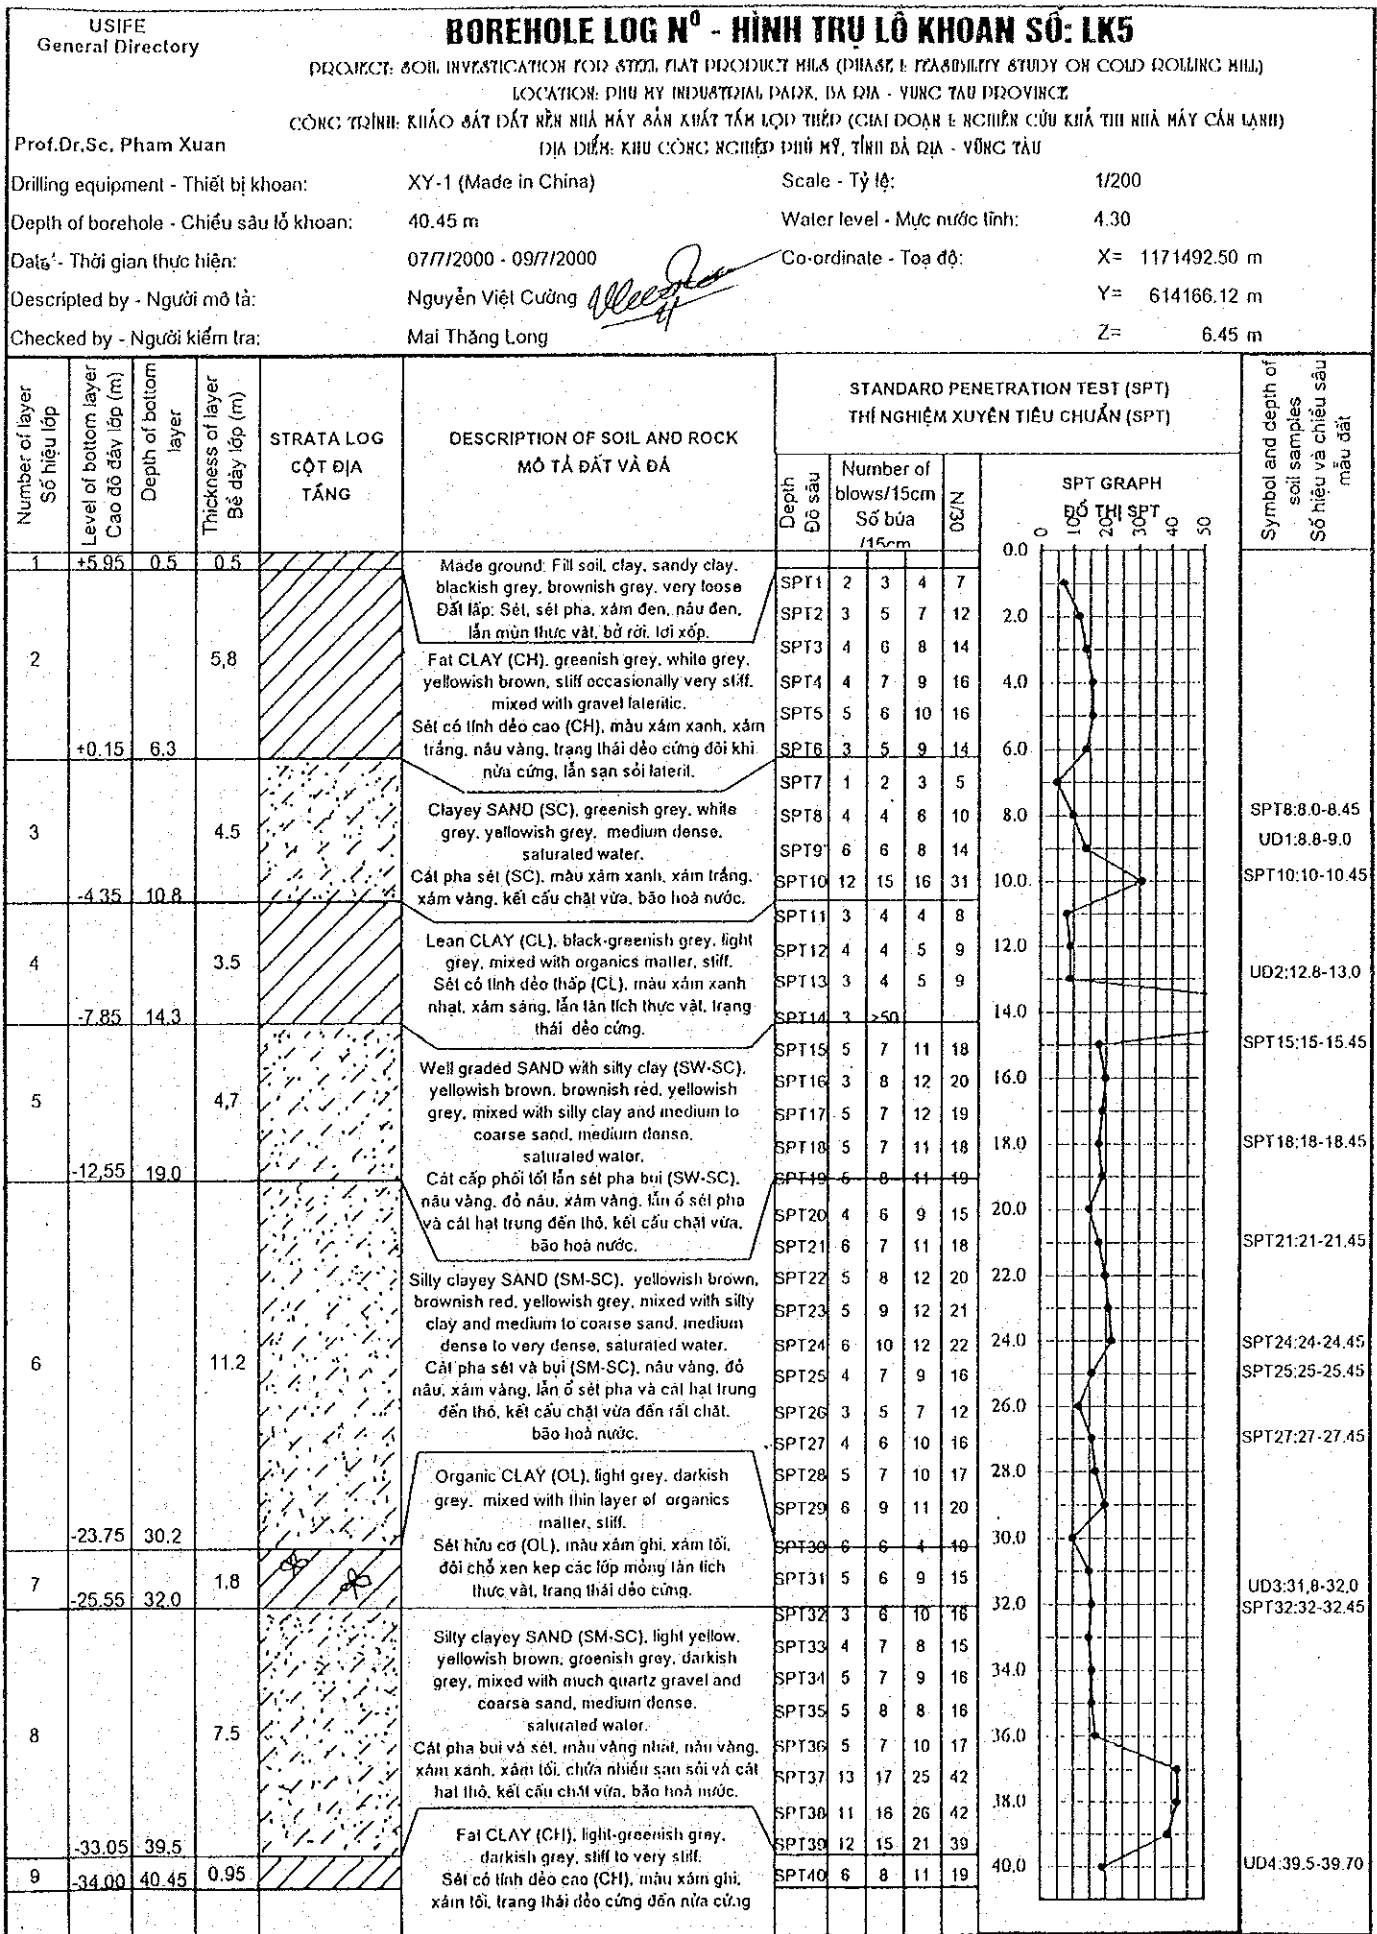 USIFE
General Directory
BOREHOLE LOG Nº - HÌNH TRỤ LỖ KHOAN SỐ: LK5
PROJECT: SOIL INVESTIGATION FOR STEEL FLAT PRODUCT MILS (PHASE I: FEASIBILITY STUDY ON COLD ROLLING MILL)
LOCATION: PHU MY INDUSTRIAL PARK, BA RIA - VUNG TAU PROVINCE
CÔNG TRÌNH: KHẢO SÁT ĐẤT NỀN NHÀ MÁY SẢN XUẤT TẤM LỢP THÉP (GIAI ĐOẠN I: NGHIÊN CỨU KHẢ THI NHÀ MÁY CÁN LẠNH)
Prof.Dr.Sc. Pham Xuan
ĐỊA ĐIỂM: KHU CÔNG NGHIỆP PHÚ MỸ, TỈNH BÀ RỊA - VŨNG TÀU
Drilling equipment - Thiết bị khoan: XY-1 (Made in China) Scale - Tỷ lệ: 1/200
Depth of borehole - Chiều sâu lỗ khoan: 40.45 m Water level - Mực nước tĩnh: 4.30
Date - Thời gian thực hiện: 07/7/2000 - 09/7/2000 Co-ordinate - Toạ độ: X= 1171492.50 m
Descripted by - Người mô tả: Nguyễn Việt Cường Y= 614166.12 m
Checked by - Người kiểm tra: Mai Thăng Long Z= 6.45 m
Number of layer
Số hiệu lớp
Level of bottom layer
Cao độ đáy lớp (m)
Depth of bottom
layer
Thickness of layer
Bề dày lớp (m)
STRATA LOG
CỘT ĐỊA
TẦNG
DESCRIPTION OF SOIL AND ROCK
MÔ TẢ ĐẤT VÀ ĐÁ
STANDARD PENETRATION TEST (SPT)
THÍ NGHIỆM XUYÊN TIÊU CHUẨN (SPT)
Depth
Độ sâu
Number of
blows/15cm
Số búa
/15cm
N/30
SPT GRAPH
ĐỒ THỊ SPT
0 10 20 30 40 50
Symbol and depth of
soil samples
Số hiệu và chiều sâu
mẫu đất
1 +5.95 0.5 0.5
Made ground: Fill soil, clay, sandy clay,
blackish grey, brownish grey, very loose
Đất lấp: Sét, sét pha, xám đen, nâu đen,
lẫn mùn thực vật, bở rời, tơi xốp.
2 +0.15 6.3 5,8
Fat CLAY (CH), greenish grey, white grey,
yellowish brown, stiff occasionally very stiff,
mixed with gravel lateritic.
Sét có tính dẻo cao (CH), màu xám xanh, xám
trắng, nâu vàng, trạng thái dẻo cứng đôi khi
nửa cứng, lẫn sạn sỏi laterit.
3 -4.35 10.8 4.5
Clayey SAND (SC), greenish grey, white
grey, yellowish grey, medium dense,
saturated water.
Cát pha sét (SC), màu xám xanh, xám trắng,
xám vàng, kết cấu chặt vừa, bão hoà nước.
4 -7.85 14.3 3.5
Lean CLAY (CL), black-greenish grey, light
grey, mixed with organics matter, stiff.
Sét có tính dẻo thấp (CL), màu xám xanh
nhạt, xám sáng, lẫn tàn tích thực vật, trạng
thái dẻo cứng.
5 -12,55 19.0 4,7
Well graded SAND with silty clay (SW-SC),
yellowish brown, brownish red, yellowish
grey, mixed with silty clay and medium to
coarse sand, medium dense,
saturated water.
Cát cấp phối tốt lẫn sét pha bụi (SW-SC),
nâu vàng, đỏ nâu, xám vàng, lẫn ổ sét pha
và cát hạt trung đến thô, kết cấu chặt vừa,
bão hoà nước.
6 -23.75 30,2 11.2
Silty clayey SAND (SM-SC), yellowish brown,
brownish red, yellowish grey, mixed with silty
clay and medium to coarse sand, medium
dense to very dense, saturated water.
Cát pha sét và bụi (SM-SC), nâu vàng, đỏ
nâu, xám vàng, lẫn ổ sét pha và cát hạt trung
đến thô, kết cấu chặt vừa đến rất chặt,
bão hoà nước.
7 -25.55 32.0 1,8
Organic CLAY (OL), light grey, darkish
grey, mixed with thin layer of organics
matter, stiff.
Sét hữu cơ (OL), màu xám ghi, xám tối,
đôi chỗ xen kẹp các lớp mỏng tàn tích
thực vật, trạng thái dẻo cứng.
8 -33.05 39,5 7.5
Silty clayey SAND (SM-SC), light yellow,
yellowish brown, greenish grey, darkish
grey, mixed with much quartz gravel and
coarse sand, medium dense,
saturated water.
Cát pha bụi và sét, màu vàng nhạt, nâu vàng,
xám xanh, xám tối, chứa nhiều sạn sỏi và cát
hạt thô, kết cấu chặt vừa, bão hoà nước.
9 -34.00 40.45 0.95
Fat CLAY (CH), light-greenish gray,
darkish grey, stiff to very stiff.
Sét có tính dẻo cao (CH), màu xám ghi,
xám tối, trạng thái dẻo cứng đến nửa cứng
SPT1 2 3 4 7
SPT2 3 5 7 12
SPT3 4 6 8 14
SPT4 4 7 9 16
SPT5 5 6 10 16
SPT6 3 5 9 14
SPT7 1 2 3 5
SPT8 4 4 6 10
SPT9 6 6 8 14
SPT10 12 15 16 31
SPT11 3 4 4 8
SPT12 4 4 5 9
SPT13 3 4 5 9
SPT14 3 >50
SPT15 5 7 11 18
SPT16 3 8 12 20
SPT17 5 7 12 19
SPT18 5 7 11 18
SPT19 5 8 11 19
SPT20 4 6 9 15
SPT21 6 7 11 18
SPT22 5 8 12 20
SPT23 5 9 12 21
SPT24 6 10 12 22
SPT25 4 7 9 16
SPT26 3 5 7 12
SPT27 4 6 10 16
SPT28 5 7 10 17
SPT29 6 9 11 20
SPT30 6 6 4 10
SPT31 5 6 9 15
SPT32 3 6 10 16
SPT33 4 7 8 15
SPT34 5 7 9 16
SPT35 5 8 8 16
SPT36 5 7 10 17
SPT37 13 17 25 42
SPT38 11 16 26 42
SPT39 12 15 21 39
SPT40 6 8 11 19
0.0
2.0
4.0
6.0
8.0
10.0
12.0
14.0
16.0
18.0
20.0
22.0
24.0
26.0
28.0
30.0
32.0
34.0
36.0
38.0
40.0
SPT8:8.0-8.45
UD1:8.8-9.0
SPT10:10-10.45
UD2:12.8-13.0
SPT15:15-15.45
SPT18:18-18.45
SPT21:21-21.45
SPT24:24-24.45
SPT25:25-25.45
SPT27:27-27.45
UD3:31,8-32,0
SPT32:32-32.45
UD4:39.5-39.70